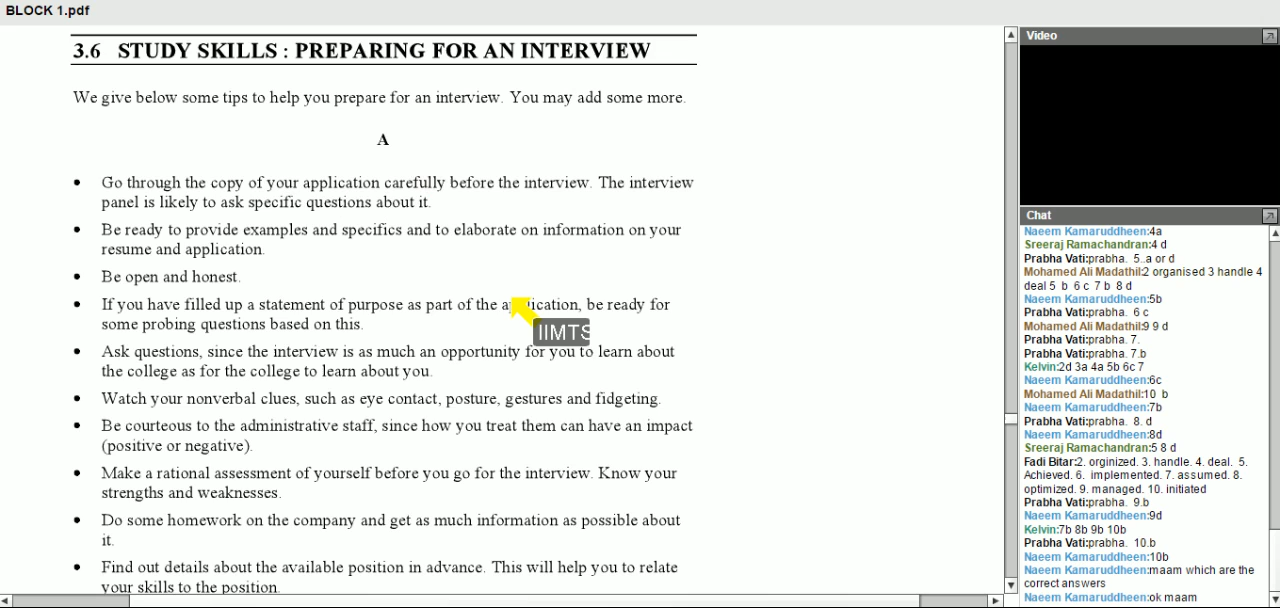 BLOCK 1.pdf
3.6 STUDY SKILLS : PREPARING FOR AN INTERVIEW
We give below some tips to help you prepare for an interview. You may add some more.
A
• Go through the copy of your application carefully before the interview. The interview
panel is likely to ask specific questions about it.
• Be ready to provide examples and specifics and to elaborate on information on your
resume and application.
• Be open and honest.
• If you have filled up a statement of purpose as part of the application, be ready for
some probing questions based on this.
IIMTS
• Ask questions, since the interview is as much an opportunity for you to learn about
the college as for the college to learn about you.
• Watch your nonverbal clues, such as eye contact, posture, gestures and fidgeting.
• Be courteous to the administrative staff, since how you treat them can have an impact
(positive or negative).
• Make a rational assessment of yourself before you go for the interview. Know your
strengths and weaknesses.
• Do some homework on the company and get as much information as possible about
it.
• Find out details about the available position in advance. This will help you to relate
your skills to the position.
Video
Chat
Naeem Kamaruddheen:4a
Sreeraj Ramachandran:4 d
Prabha Vati:prabha. 5..a or d
Mohamed Ali Madathil:2 organised 3 handle 4
deal 5 b 6 c 7 b 8 d
Naeem Kamaruddheen:5b
Prabha Vati:prabha. 6 c
Mohamed Ali Madathil:9 9 d
Prabha Vati:prabha. 7.
Prabha Vati:prabha. 7.b
Kelvin:2d 3a 4a 5b 6c 7
Naeem Kamaruddheen:6c
Mohamed Ali Madathil:10 b
Naeem Kamaruddheen:7b
Prabha Vati:prabha. 8. d
Naeem Kamaruddheen:8d
Sreeraj Ramachandran:5 8 d
Fadi Bitar:2. orginized. 3. handle. 4. deal. 5.
Achieved. 6. implemented. 7. assumed. 8.
optimized. 9. managed. 10. initiated
Prabha Vati:prabha. 9.b
Naeem Kamaruddheen:9d
Kelvin:7b 8b 9b 10b
Prabha Vati:prabha. 10.b
Naeem Kamaruddheen:10b
Naeem Kamaruddheen:maam which are the
correct answers
Naeem Kamaruddheen:ok maam